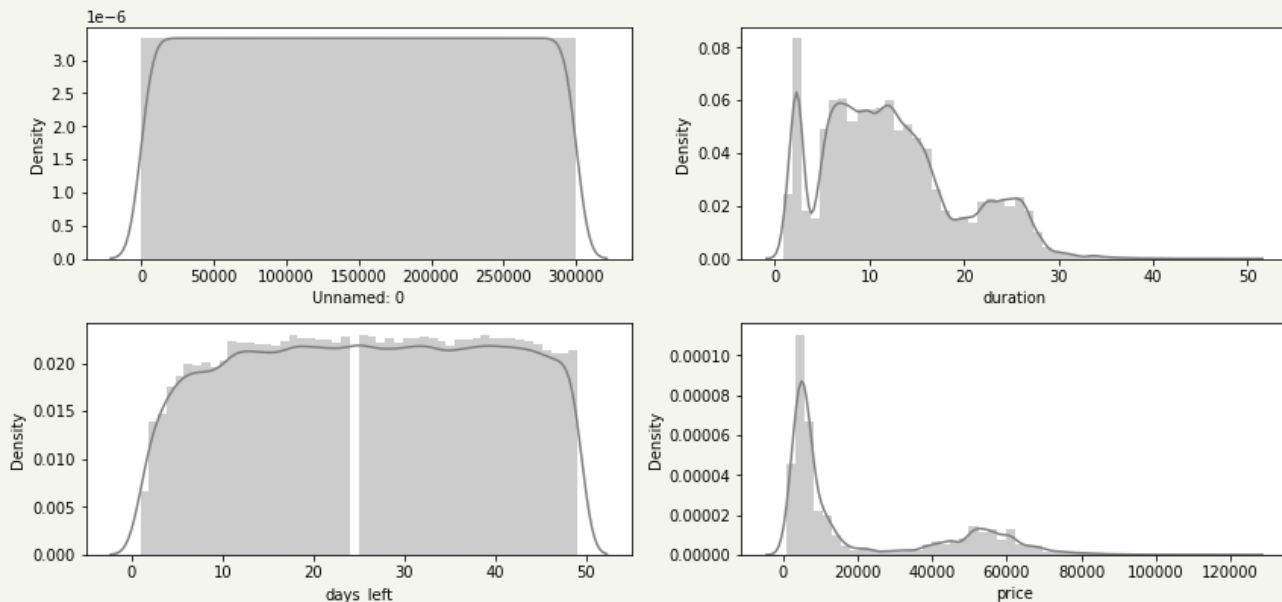 1e−6
3.0
2.5
2.0
1.5
1.0
0.5
0.0
Density
0 50000 100000 150000 200000 250000 300000
Unnamed: 0
0.08
0.06
0.04
0.02
0.00
Density
0 10 20 30 40 50
duration
0.020
0.015
0.010
0.005
0.000
Density
0 10 20 30 40 50
days_left
0.00010
0.00008
0.00006
0.00004
0.00002
0.00000
Density
0 20000 40000 60000 80000 100000 120000
price